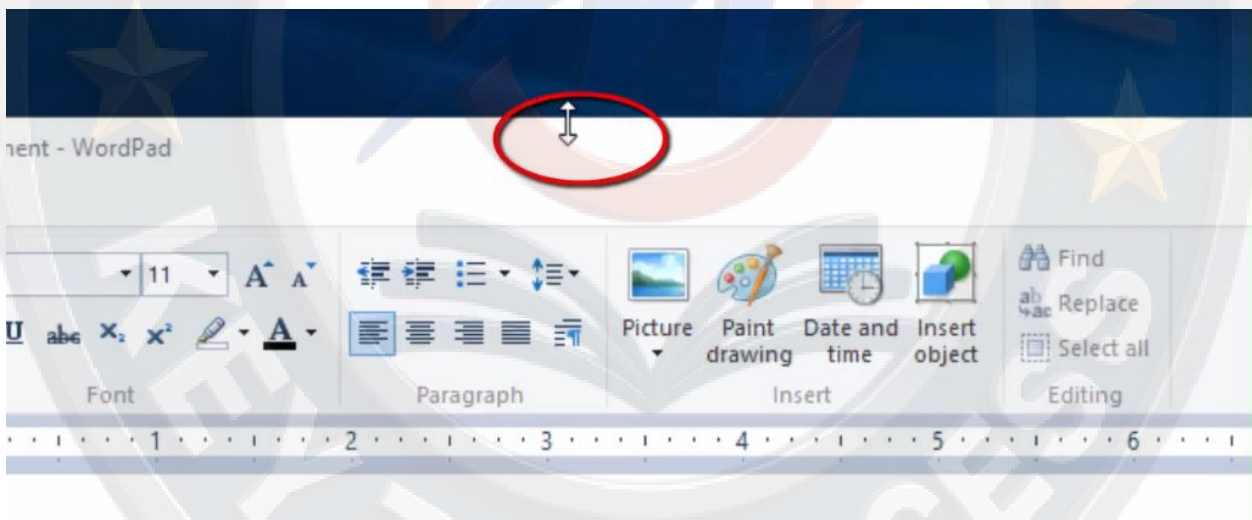 nent - WordPad
11 A A
U abc X₂ X² A
Picture
Paint drawing
Date and time
Insert object
Find
Replace
Select all
Font
Paragraph
Insert
Editing
1 2 3 4 5 6